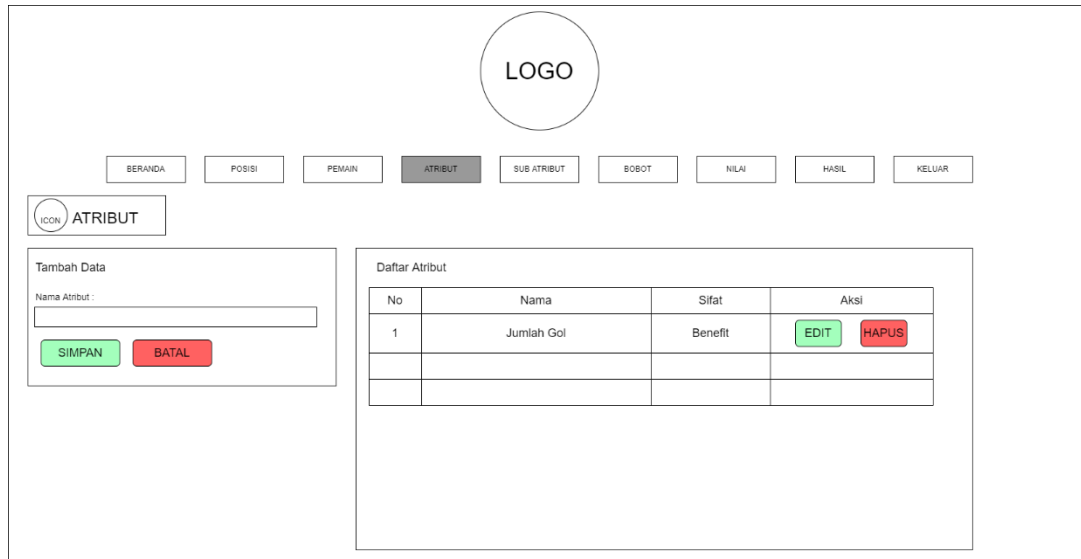 LOGO
BERANDA POSISI PEMAIN ATRIBUT SUB ATRIBUT BOBOT NILAI HASIL KELUAR
ICON ATRIBUT
Tambah Data
Nama Atribut :
SIMPAN BATAL
Daftar Atribut
No Nama Sifat Aksi
1 Jumlah Gol Benefit EDIT HAPUS